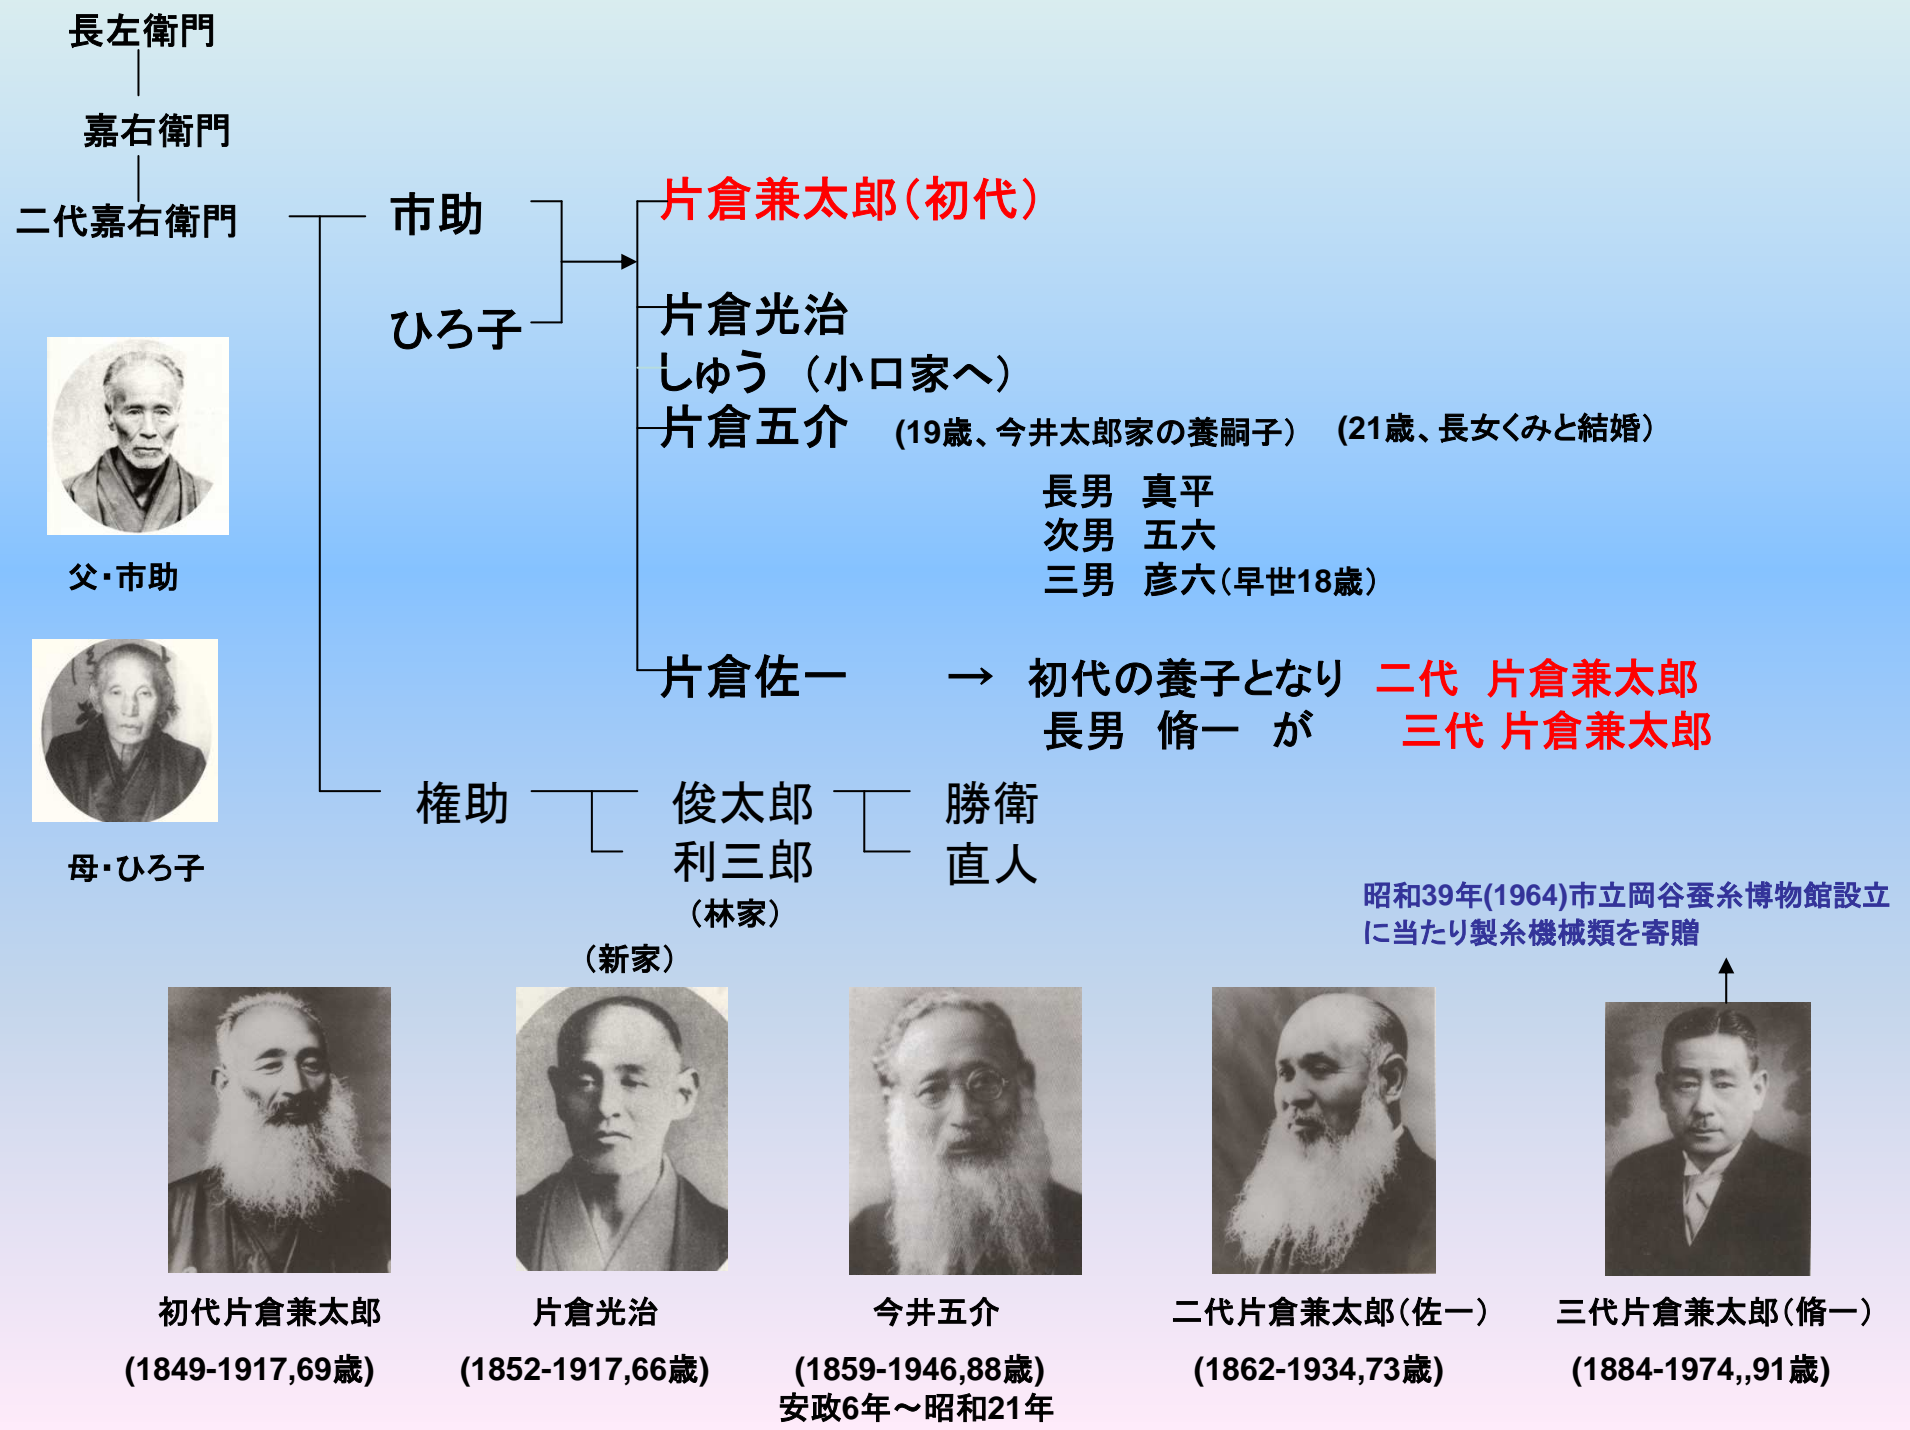 長左衛門
嘉右衛門
二代嘉右衛門
市助
ひろ子
片倉兼太郎(初代)
片倉光治
しゅう (小口家へ)
片倉五介 (19歳、今井太郎家の養嗣子) (21歳、長女くみと結婚)
長男 真平
次男 五六
三男 彦六(早世18歳)
片倉佐一 → 初代の養子となり 二代 片倉兼太郎
長男 脩一 が 三代 片倉兼太郎
父・市助
母・ひろ子
権助 俊太郎 勝衛
利三郎 直人
(林家)
(新家)
昭和39年(1964)市立岡谷蚕糸博物館設立
に当たり製糸機械類を寄贈
初代片倉兼太郎
(1849-1917,69歳)
片倉光治
(1852-1917,66歳)
今井五介
(1859-1946,88歳)
安政6年～昭和21年
二代片倉兼太郎(佐一)
(1862-1934,73歳)
三代片倉兼太郎(脩一)
(1884-1974,,91歳)